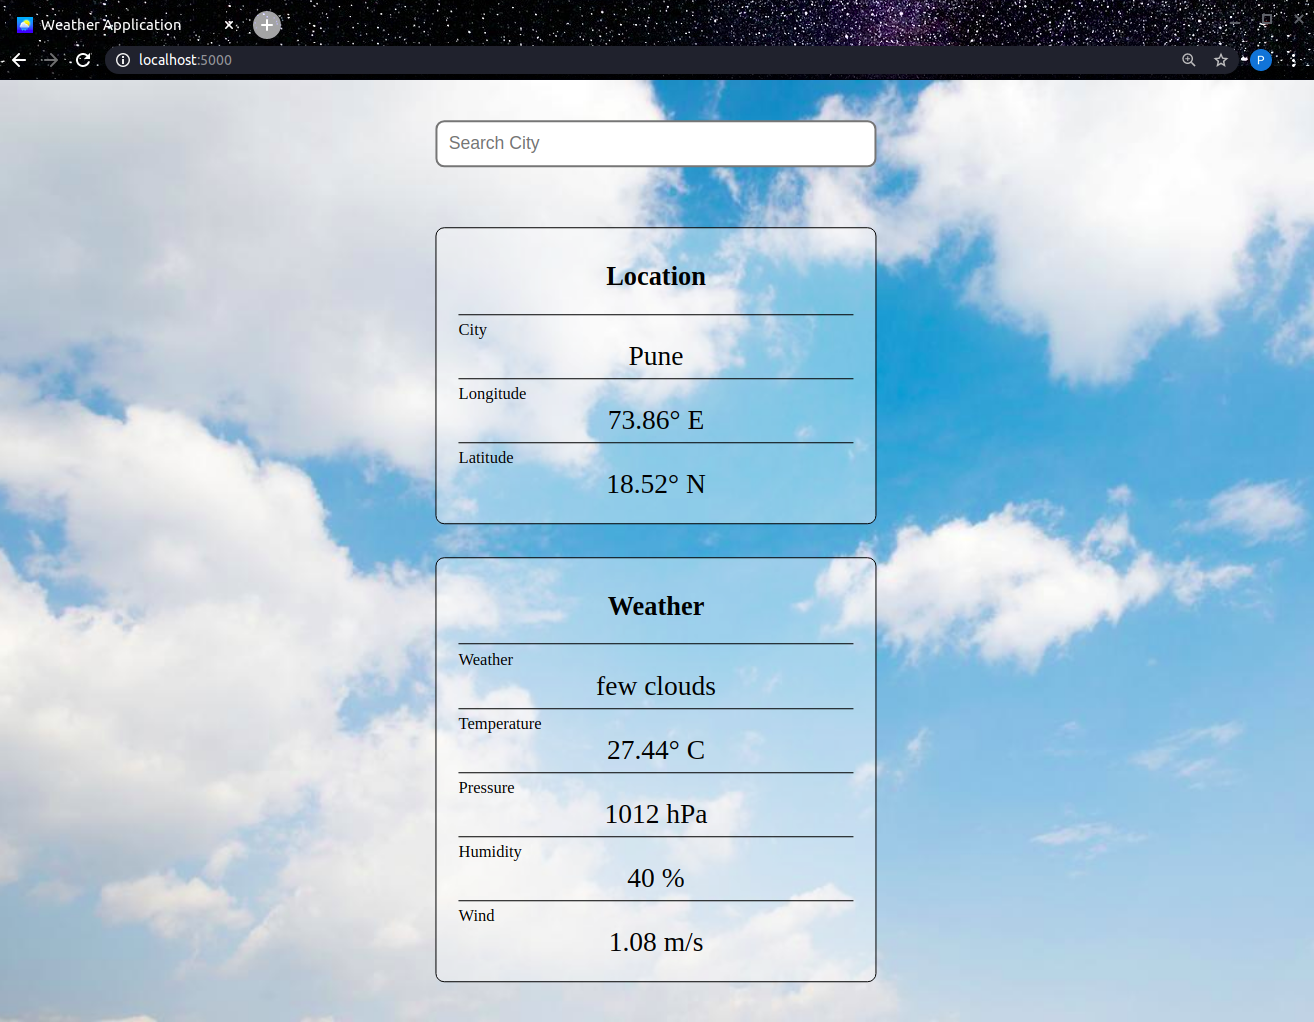 Weather Application
localhost:5000
P
Search City
Location
City
Pune
Longitude
73.86° E
Latitude
18.52° N
Weather
Weather
few clouds
Temperature
27.44° C
Pressure
1012 hPa
Humidity
40 %
Wind
1.08 m/s